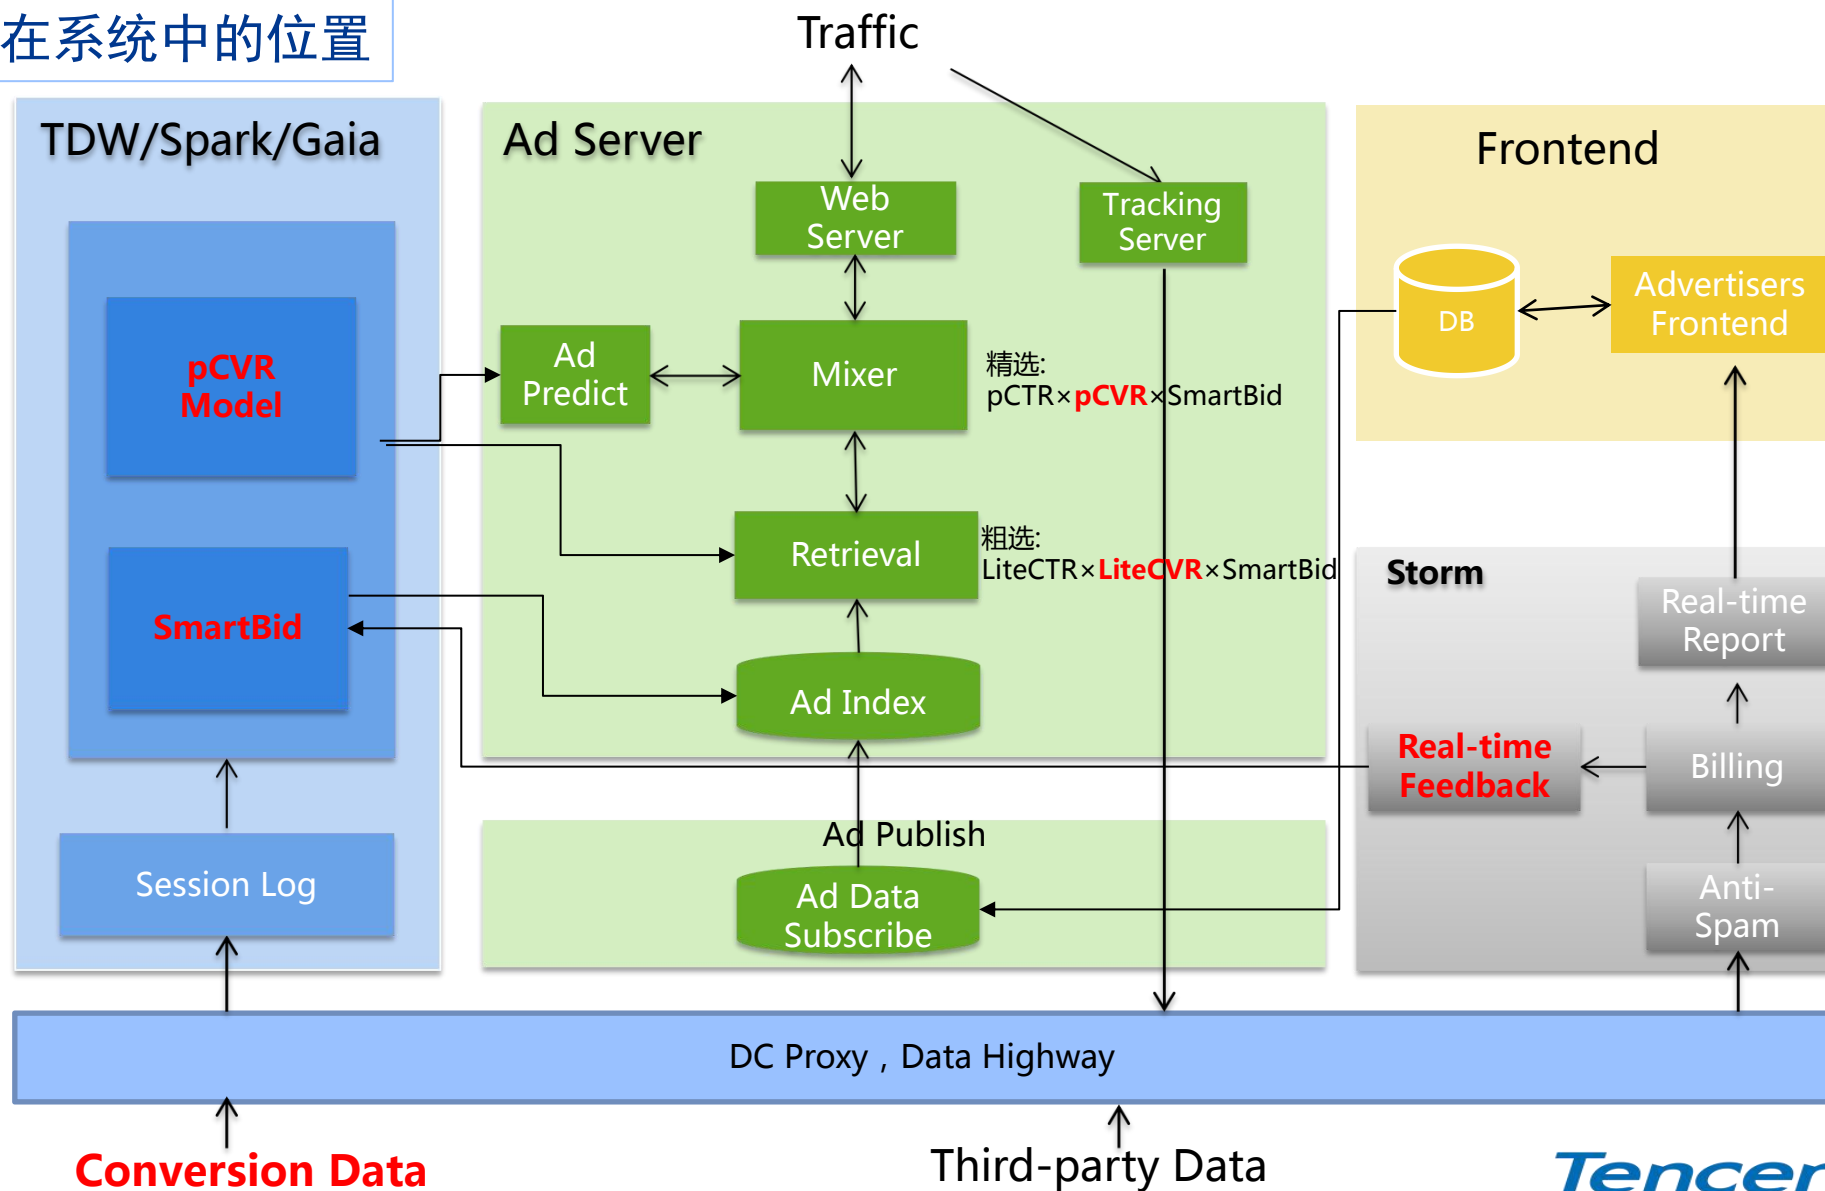 在系统中的位置
Traffic
TDW/Spark/Gaia
Ad Server
Frontend
Web
Server
Tracking
Server
pCVR
Model
Ad
Predict
Mixer
精选:
pCTR×pCVR×SmartBid
DB
Advertisers
Frontend
Retrieval
粗选:
LiteCTR×LiteCVR×SmartBid
Storm
Real-time
Report
SmartBid
Ad Index
Real-time
Feedback
Billing
Ad Publish
Session Log
Ad Data
Subscribe
Anti-
Spam
DC Proxy，Data Highway
Conversion Data
Third-party Data
Tencen